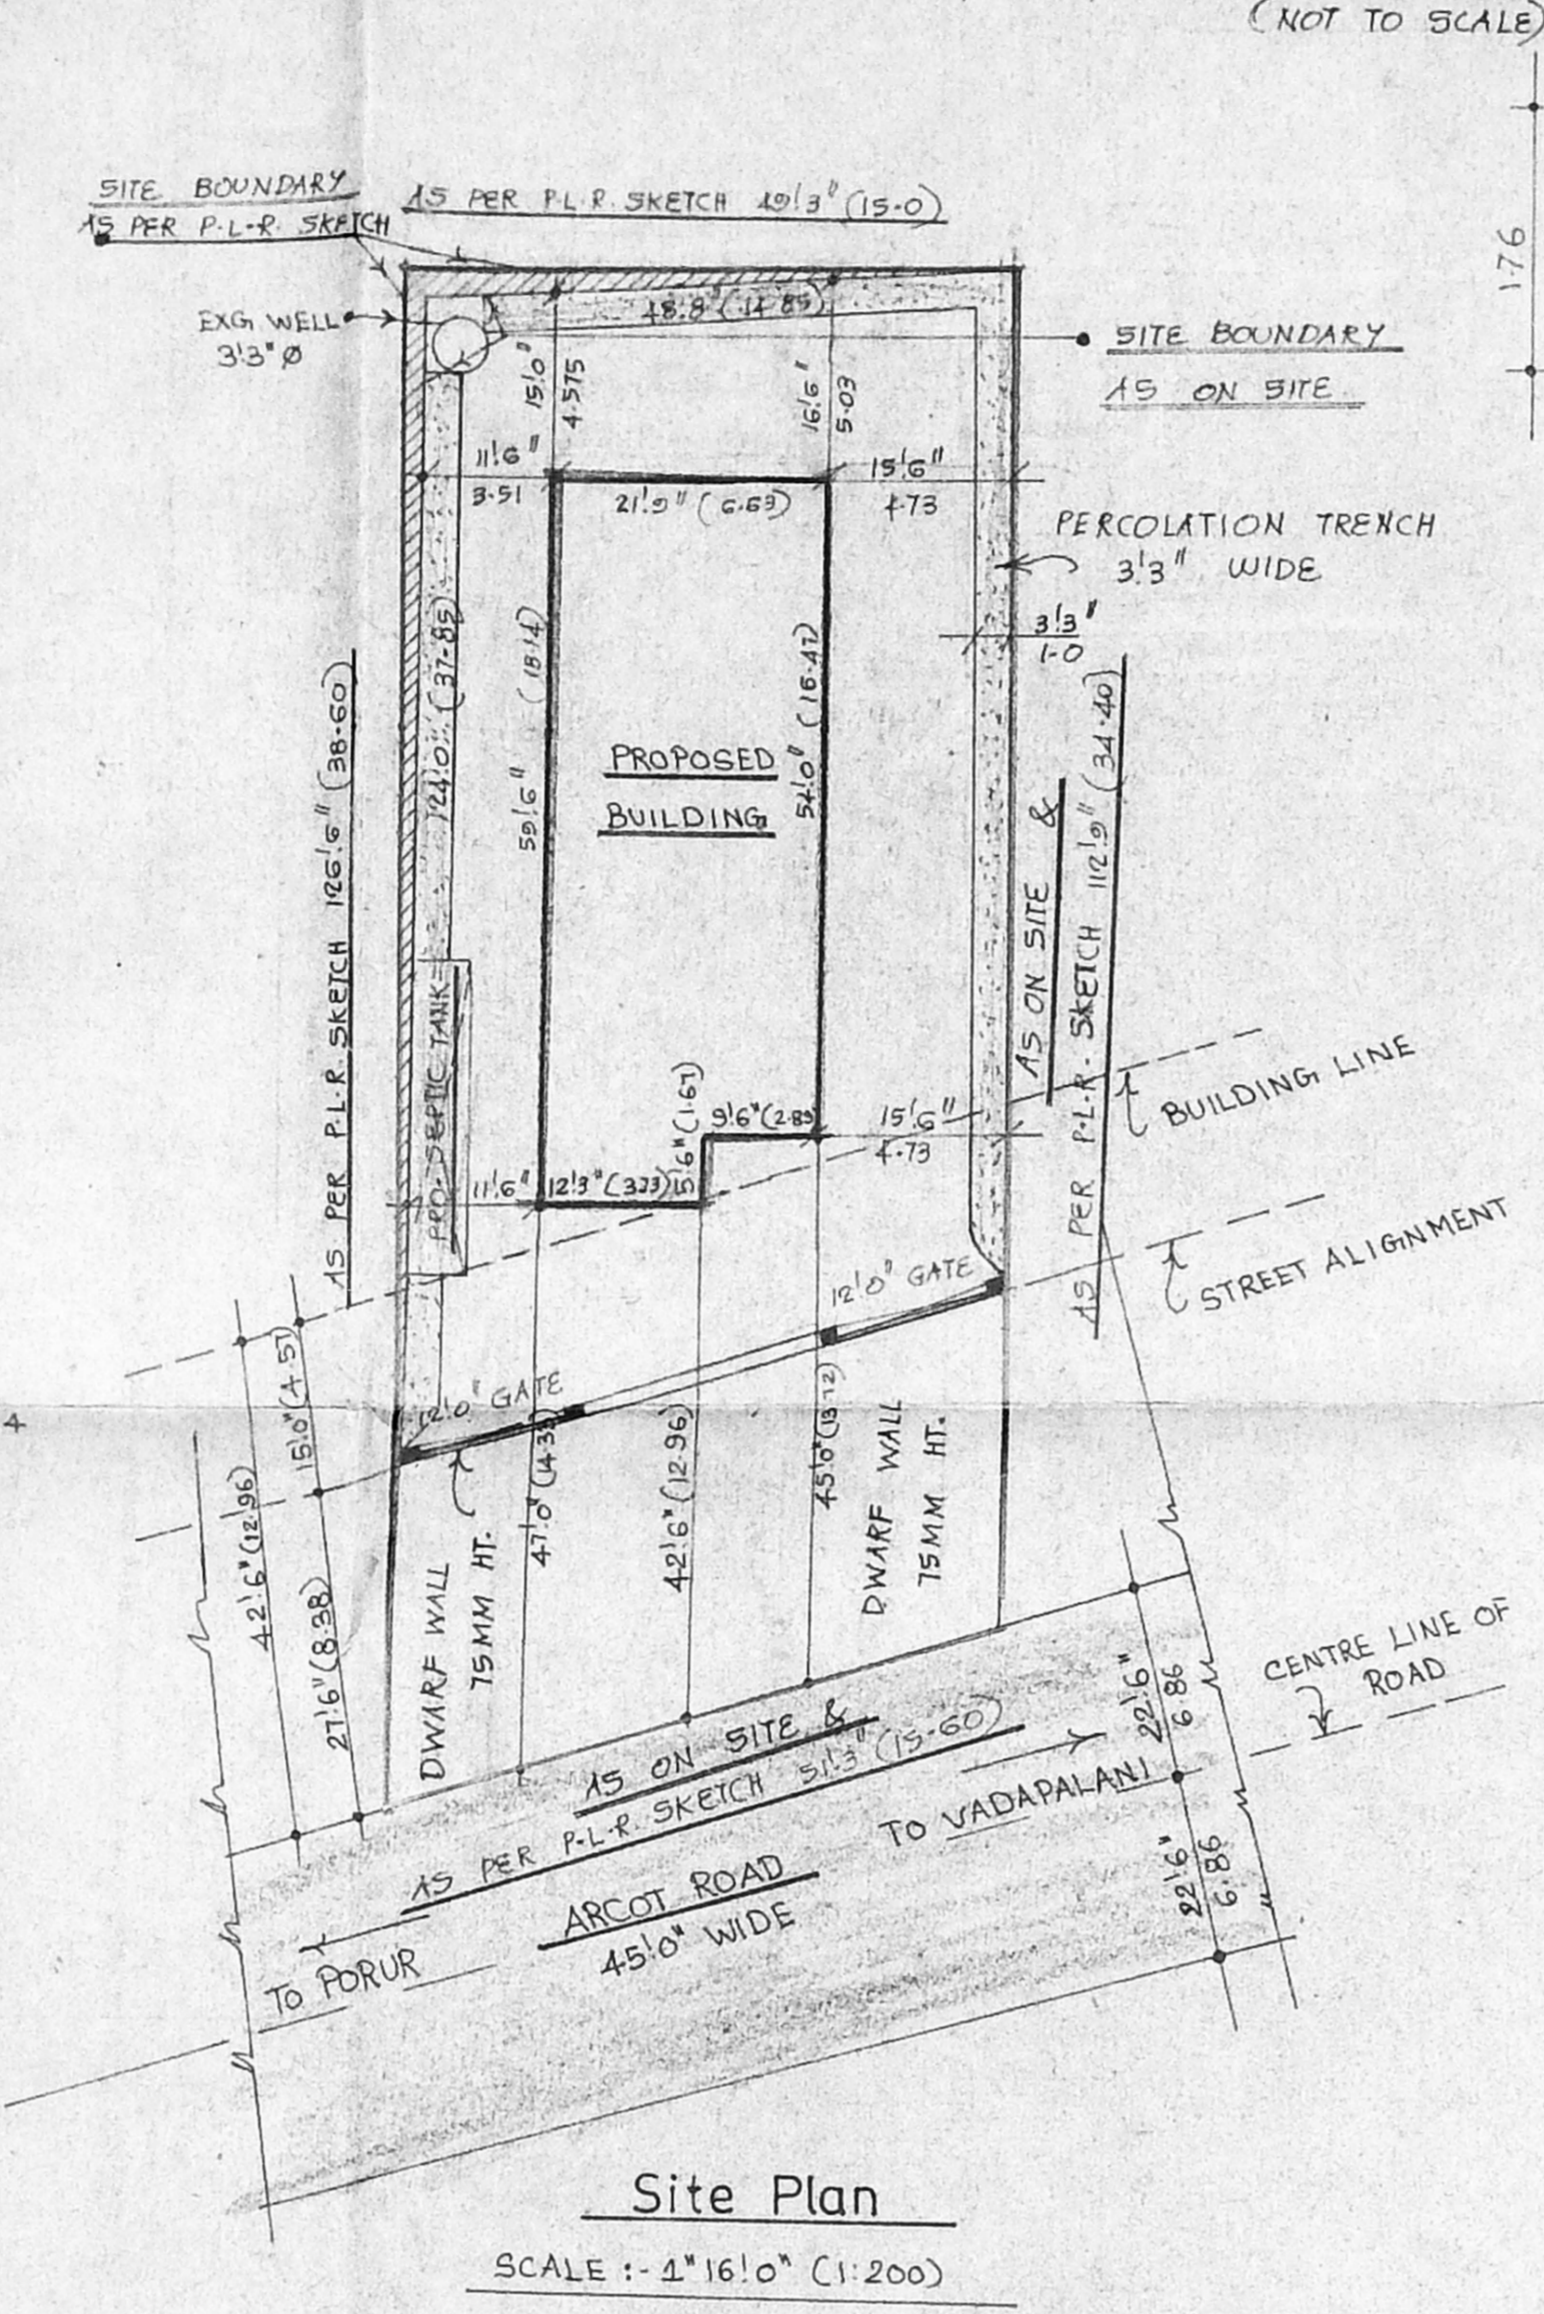 (NOT TO SCALE)
1.76
SITE BOUNDARY
AS PER P.L.R. SKETCH
AS PER P.L.R. SKETCH 49'3" (15.0)
48'8" (14.85)
EXG WELL
3'3" Ø
SITE BOUNDARY
AS ON SITE
15'0"
4.575
16'6"
5.03
11'6"
3.51
21'9" (6.63)
15'6"
4.73
PERCOLATION TRENCH
3'3" WIDE
3'3"
1.0
AS PER P.L.R. SKETCH 126'6" (38.60)
124'0" (37.85)
59'6" (18.14)
54'0" (16.47)
PROPOSED
BUILDING
AS ON SITE &
AS PER P.L.R. SKETCH 112'9" (34.40)
PRO. SEPTIC TANK
BUILDING LINE
5'6" (1.67)
9'6" (2.89)
15'6"
4.73
11'6"
12'3" (3.73)
STREET ALIGNMENT
12'0" GATE
12'0" GATE
15'0" (4.57)
42'6" (12.96)
27'6" (8.38)
DWARF WALL
75MM HT.
47'0"
42'6" (12.96)
45'0" (13.72)
DWARF WALL
75MM HT.
4
CENTRE LINE OF
ROAD
22'6"
6.86
22'6"
6.86
AS ON SITE &
AS PER P.L.R. SKETCH 51'3" (15.60)
TO VADAPALANI
ARCOT ROAD
45'0" WIDE
TO PORUR
Site Plan
SCALE :- 1" 16'0" (1:200)